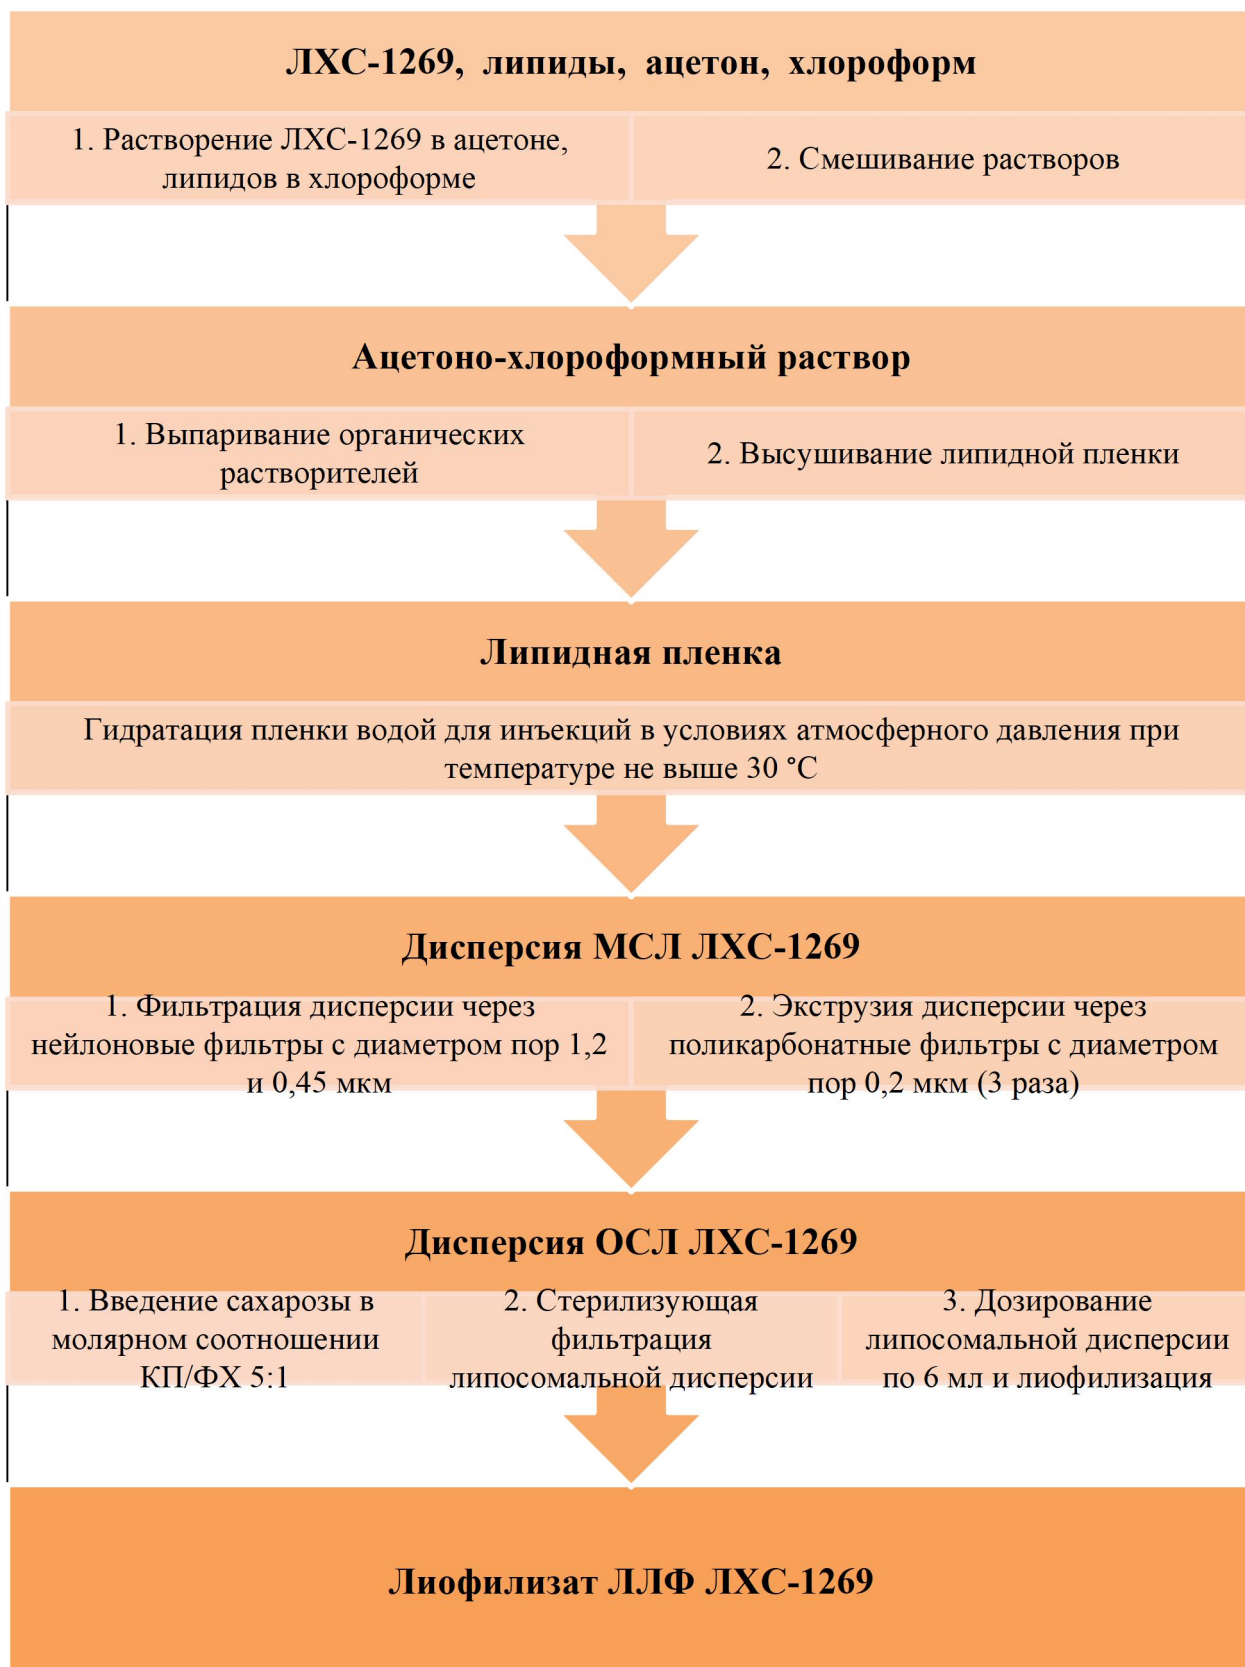 ЛХС-1269, липиды, ацетон, хлороформ
1. Растворение ЛХС-1269 в ацетоне,
липидов в хлороформе
2. Смешивание растворов
Ацетоно-хлороформный раствор
1. Выпаривание органических
растворителей
2. Высушивание липидной пленки
Липидная пленка
Гидратация пленки водой для инъекций в условиях атмосферного давления при
температуре не выше 30 °С
Дисперсия МСЛ ЛХС-1269
1. Фильтрация дисперсии через
нейлоновые фильтры с диаметром пор 1,2
и 0,45 мкм
2. Экструзия дисперсии через
поликарбонатные фильтры с диаметром
пор 0,2 мкм (3 раза)
Дисперсия ОСЛ ЛХС-1269
1. Введение сахарозы в
молярном соотношении
КП/ФХ 5:1
2. Стерилизующая
фильтрация
липосомальной дисперсии
3. Дозирование
липосомальной дисперсии
по 6 мл и лиофилизация
Лиофилизат ЛЛФ ЛХС-1269